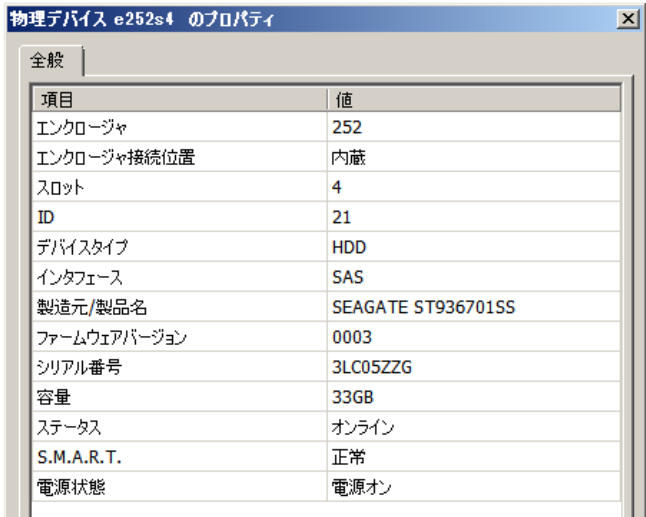 物理デバイス e252s4 のプロパティ
全般
項目 値
エンクロージャ 252
エンクロージャ接続位置 内蔵
スロット 4
ID 21
デバイスタイプ HDD
インタフェース SAS
製造元/製品名 SEAGATE ST936701SS
ファームウェアバージョン 0003
シリアル番号 3LC05ZZG
容量 33GB
ステータス オンライン
S.M.A.R.T. 正常
電源状態 電源オン